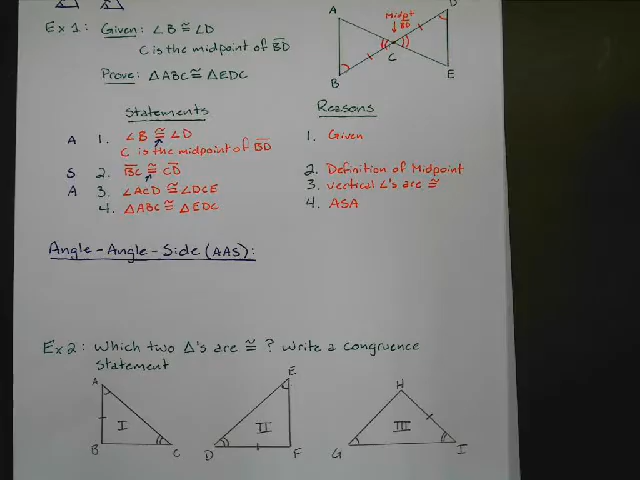 Ex 1: Given: ∠B ≅ ∠D
C is the midpoint of BD
Prove: △ABC ≅ △EDC
A
B
Midpt
BD
C
D
E
Statements
Reasons
A 1. ∠B ≅ ∠D
1. Given
C is the midpoint of BD
S 2. BC ≅ CD
2. Definition of Midpoint
A 3. ∠ACD ≅ ∠DCE
3. vertical ∠'s are ≅
4. △ABC ≅ △EDC
4. ASA
Angle-Angle-Side (AAS):
Ex 2: Which two △'s are ≅? Write a congruence
statement
A
B
C
I
E
D
F
II
H
G
I
III